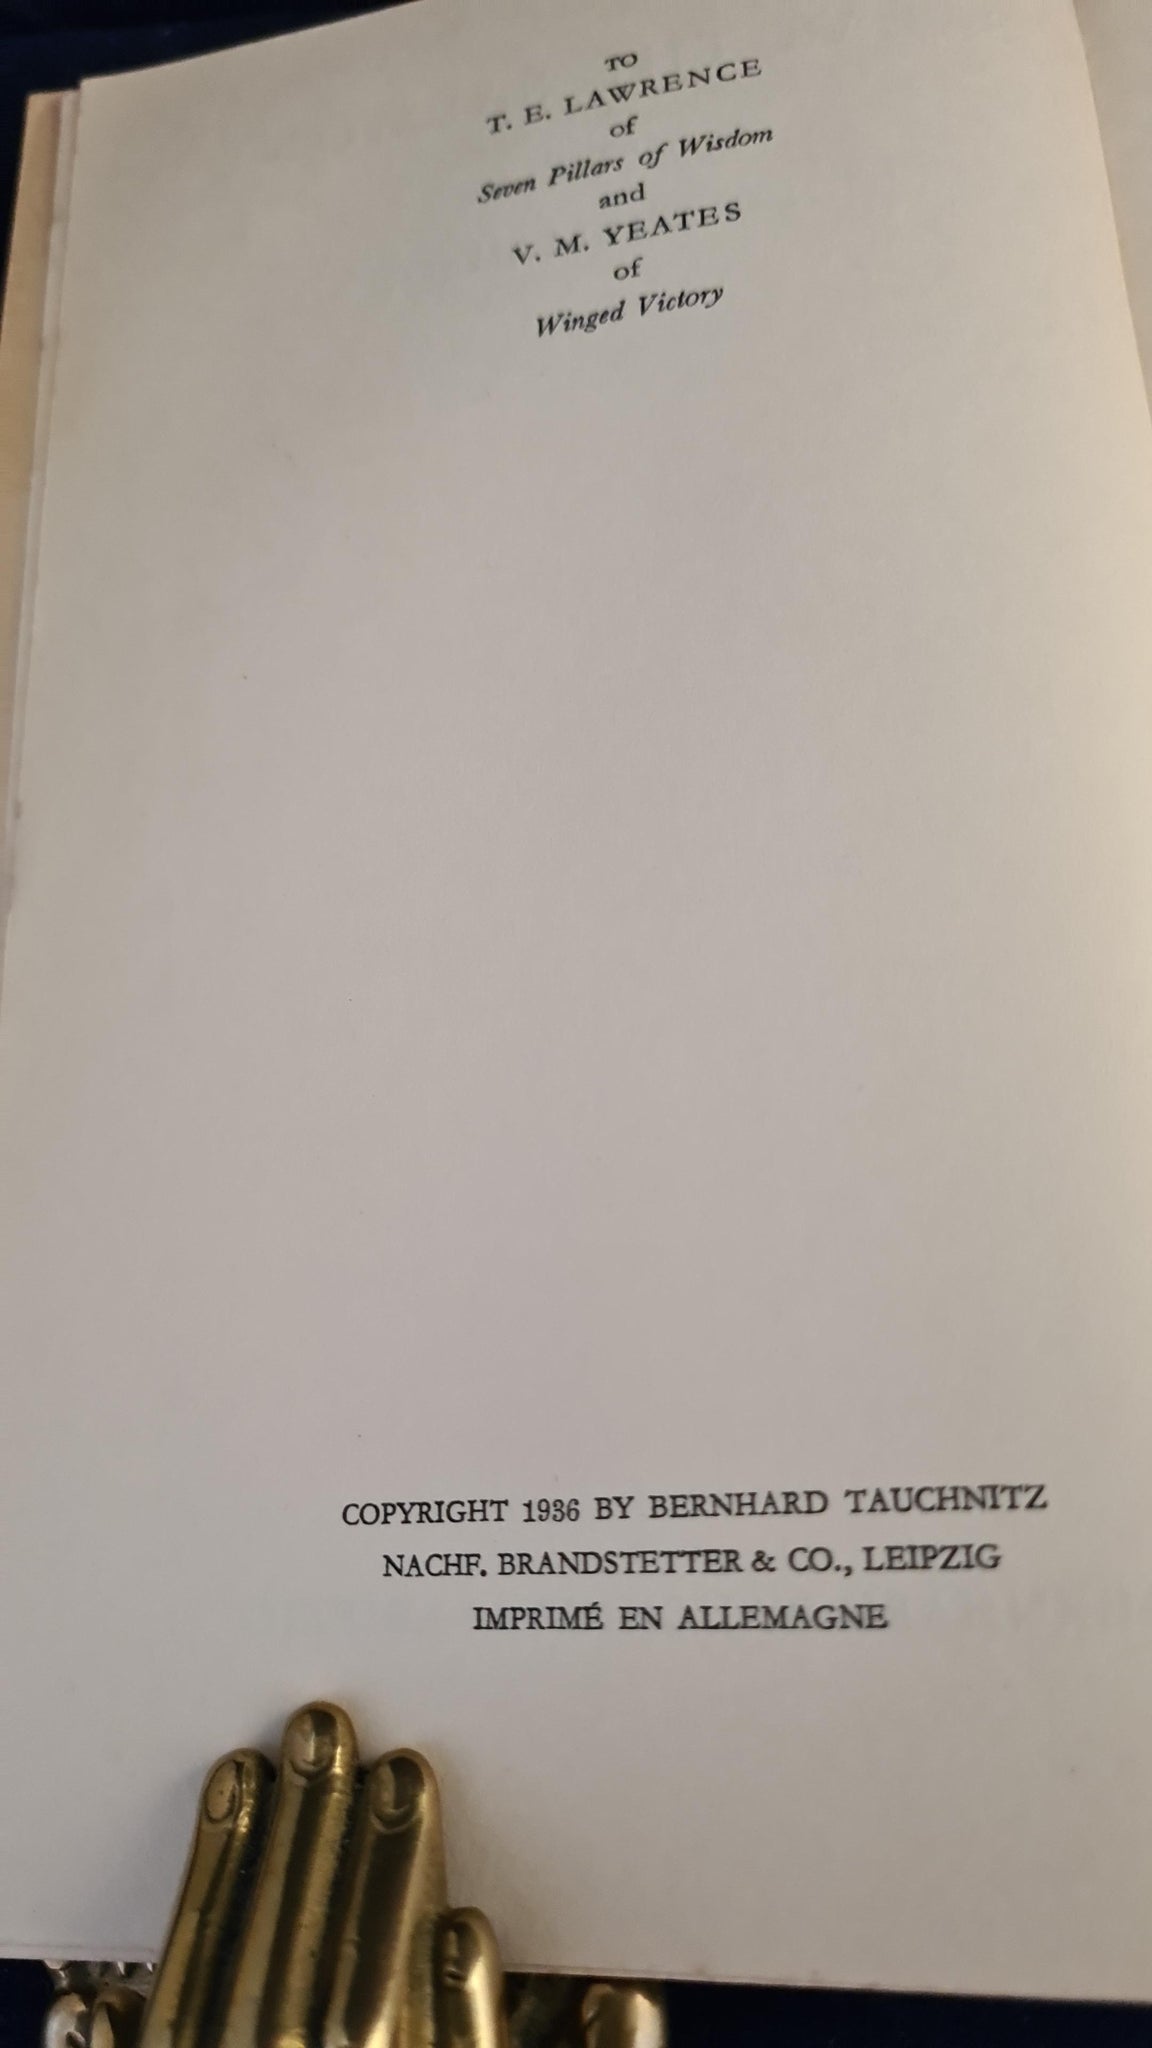 TO
T. E. LAWRENCE
of
Seven Pillars of Wisdom
and
V. M. YEATES
of
Winged Victory
COPYRIGHT 1936 BY BERNHARD TAUCHNITZ
NACHF. BRANDSTETTER & CO., LEIPZIG
IMPRIMÉ EN ALLEMAGNE